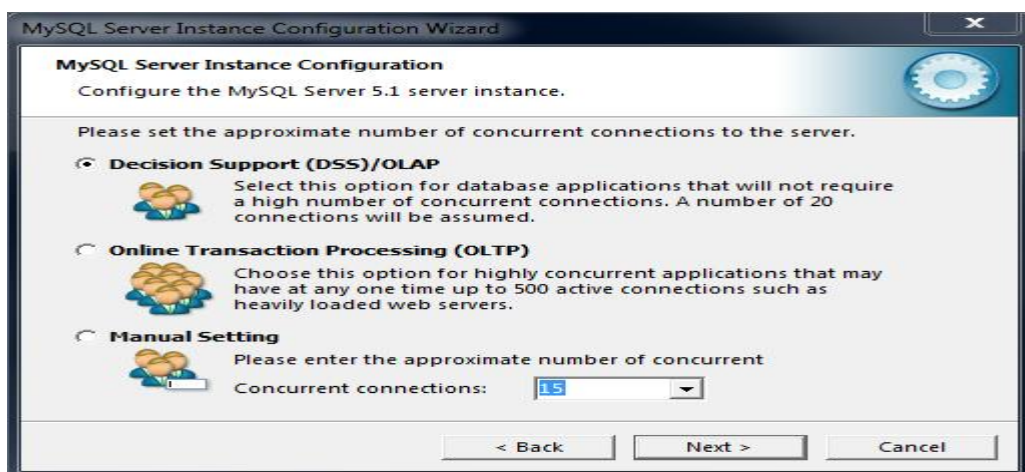 MySQL Server Instance Configuration Wizard
MySQL Server Instance Configuration
Configure the MySQL Server 5.1 server instance.
Please set the approximate number of concurrent connections to the server.
Decision Support (DSS)/OLAP
Select this option for database applications that will not require
a high number of concurrent connections. A number of 20
connections will be assumed.
Online Transaction Processing (OLTP)
Choose this option for highly concurrent applications that may
have at any one time up to 500 active connections such as
heavily loaded web servers.
Manual Setting
Please enter the approximate number of concurrent
Concurrent connections: 15
< Back Next > Cancel